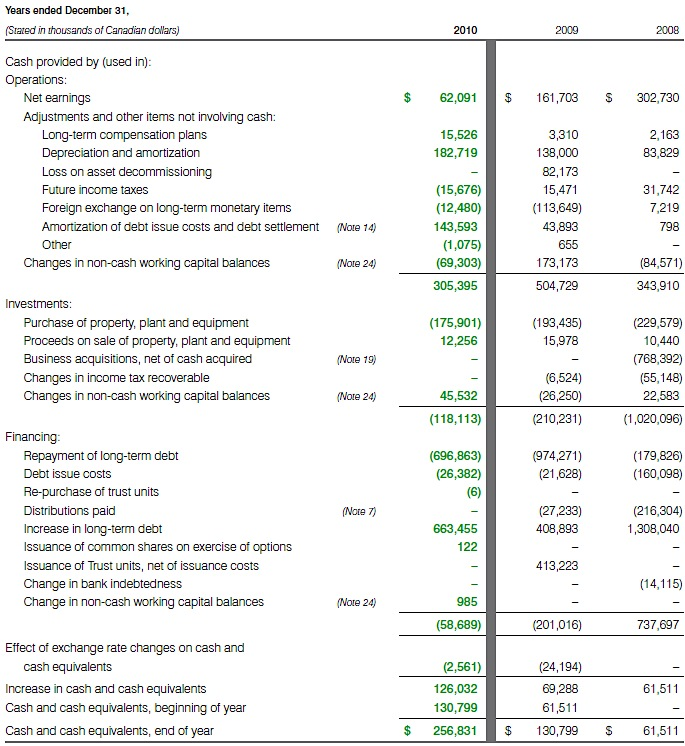 Years ended December 31,
(Stated in thousands of Canadian dollars) 2010 2009 2008
Cash provided by (used in):
Operations:
Net earnings $ 62,091 $ 161,703 $ 302,730
Adjustments and other items not involving cash:
Long-term compensation plans 15,526 3,310 2,163
Depreciation and amortization 182,719 138,000 83,829
Loss on asset decommissioning – 82,173 –
Future income taxes (15,676) 15,471 31,742
Foreign exchange on long-term monetary items (12,480) (113,649) 7,219
Amortization of debt issue costs and debt settlement (Note 14) 143,593 43,893 798
Other (1,075) 655 –
Changes in non-cash working capital balances (Note 24) (69,303) 173,173 (84,571)
305,395 504,729 343,910
Investments:
Purchase of property, plant and equipment (175,901) (193,435) (229,579)
Proceeds on sale of property, plant and equipment 12,256 15,978 10,440
Business acquisitions, net of cash acquired (Note 19) – – (768,392)
Changes in income tax recoverable – (6,524) (55,148)
Changes in non-cash working capital balances (Note 24) 45,532 (26,250) 22,583
(118,113) (210,231) (1,020,096)
Financing:
Repayment of long-term debt (696,863) (974,271) (179,826)
Debt issue costs (26,382) (21,628) (160,098)
Re-purchase of trust units (6) – –
Distributions paid (Note 7) – (27,233) (216,304)
Increase in long-term debt 663,455 408,893 1,308,040
Issuance of common shares on exercise of options 122 – –
Issuance of Trust units, net of issuance costs – 413,223 –
Change in bank indebtedness – – (14,115)
Change in non-cash working capital balances (Note 24) 985 – –
(58,689) (201,016) 737,697
Effect of exchange rate changes on cash and
cash equivalents (2,561) (24,194) –
Increase in cash and cash equivalents 126,032 69,288 61,511
Cash and cash equivalents, beginning of year 130,799 61,511 –
Cash and cash equivalents, end of year $ 256,831 $ 130,799 $ 61,511